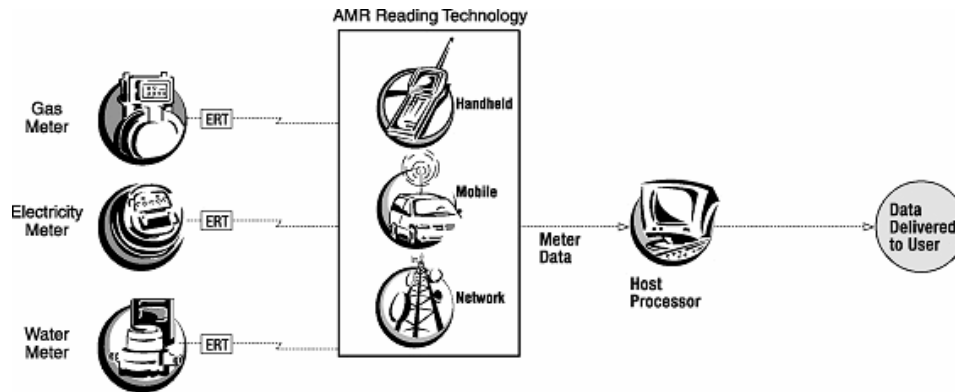 AMR Reading Technology
Gas
Meter
ERT
Handheld
Electricity
Meter
ERT
Mobile
Meter
Data
Host
Processor
Data
Delivered
to User
Water
Meter
ERT
Network